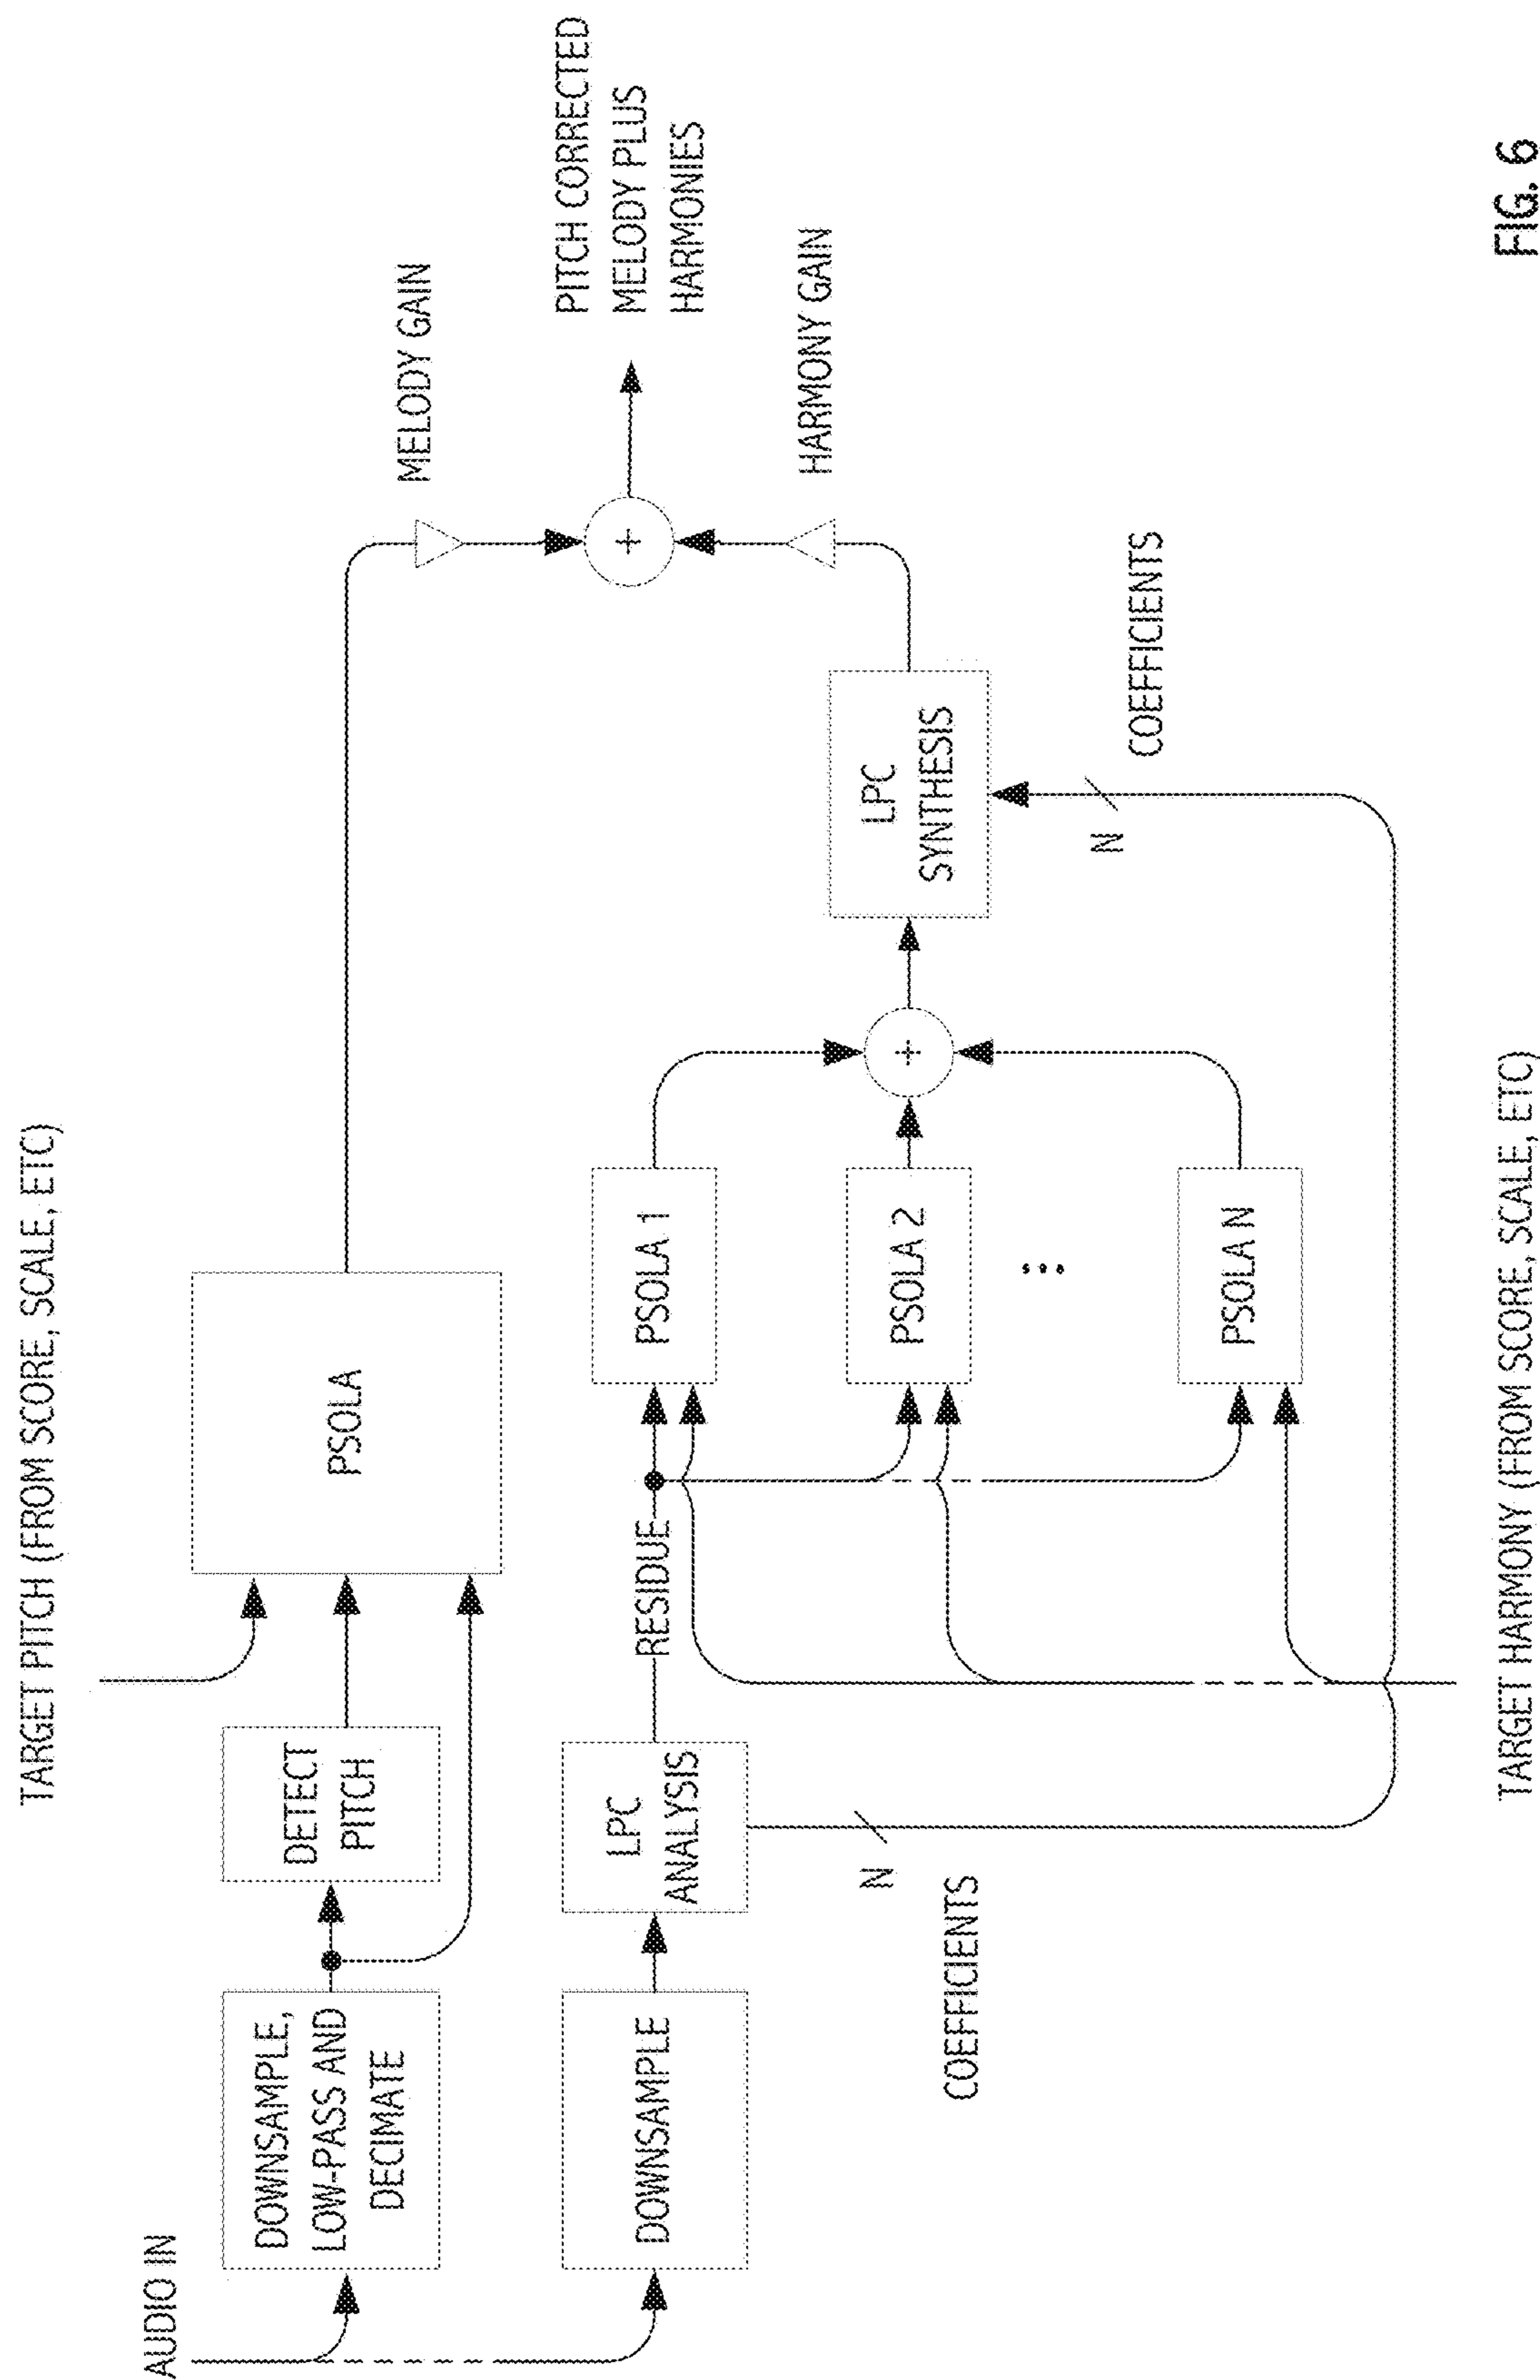 TARGET PITCH (FROM SCORE, SCALE, ETC)
AUDIO IN
DOWNSAMPLE,
LOW-PASS AND
DECIMATE
DETECT
PITCH
PSOLA
MELODY GAIN
PITCH CORRECTED
MELODY PLUS
HARMONIES
DOWNSAMPLE
LPC
ANALYSIS
RESIDUE
PSOLA 1
PSOLA 2
...
PSOLA N
+
+
LPC
SYNTHESIS
HARMONY GAIN
N
COEFFICIENTS
N
COEFFICIENTS
TARGET HARMONY (FROM SCORE, SCALE, ETC)
FIG. 6